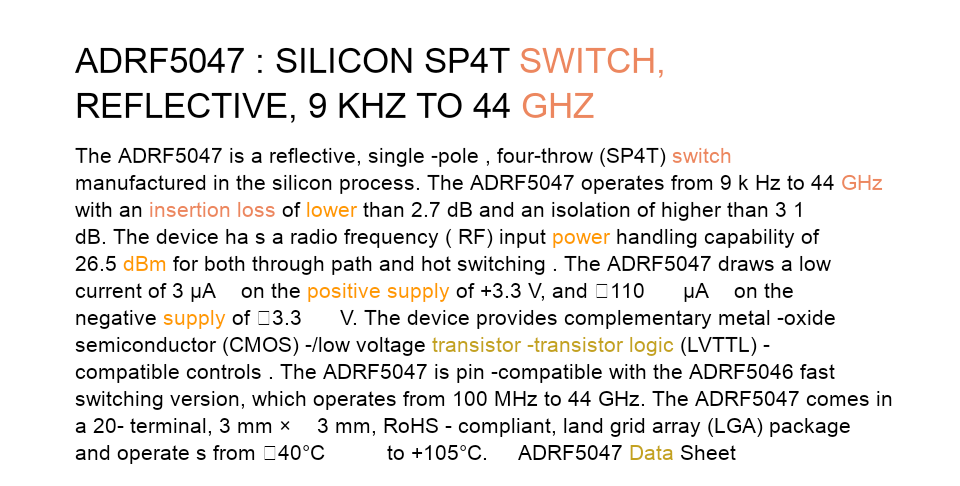 ADRF5047 : SILICON SP4T SWITCH,
REFLECTIVE, 9 KHZ TO 44 GHZ
The ADRF5047 is a reflective, single -pole , four-throw (SP4T) switch
manufactured in the silicon process. The ADRF5047 operates from 9 k Hz to 44 GHz
with an insertion loss of lower than 2.7 dB and an isolation of higher than 3 1
dB. The device ha s a radio frequency ( RF) input power handling capability of
26.5 dBm for both through path and hot switching . The ADRF5047 draws a low
current of 3 µA on the positive supply of +3.3 V, and □110 µA on the
negative supply of □3.3 V. The device provides complementary metal -oxide
semiconductor (CMOS) -/low voltage transistor -transistor logic (LVTTL) -
compatible controls . The ADRF5047 is pin -compatible with the ADRF5046 fast
switching version, which operates from 100 MHz to 44 GHz. The ADRF5047 comes in
a 20- terminal, 3 mm × 3 mm, RoHS - compliant, land grid array (LGA) package
and operate s from □40°C to +105°C. ADRF5047 Data Sheet